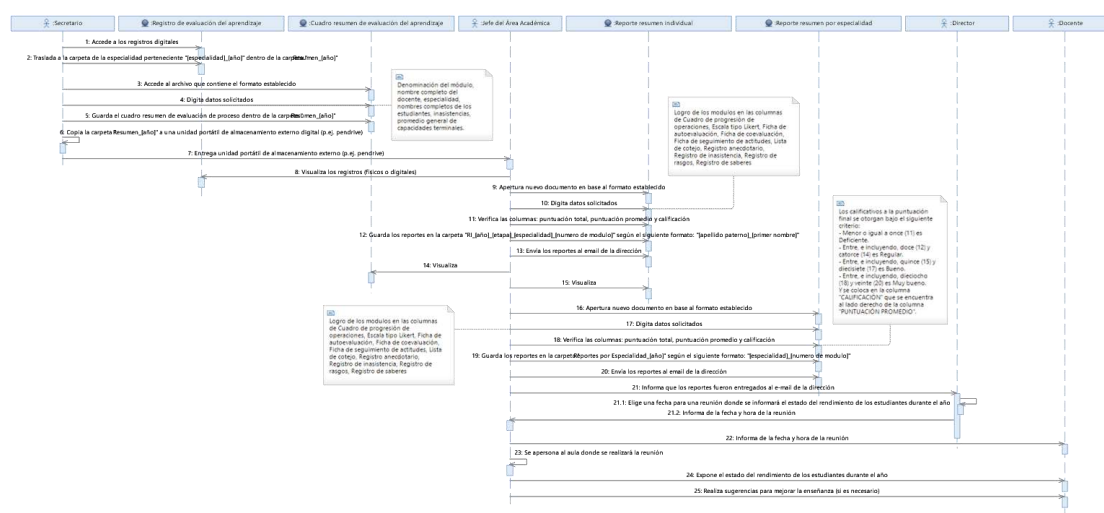 :Secretario
:Registro de evaluación del aprendizaje
:Cuadro resumen de evaluación del aprendizaje
:Jefe del Área Académica
:Reporte resumen individual
:Reporte resumen por especialidad
:Director
:Docente
1: Accede a los registros digitales
2: Traslada a la carpeta de la especialidad perteneciente "[especialidad]_[año]" dentro de la carpeta
3: Accede al archivo que contiene el formato establecido
4: Digita datos solicitados
5: Guarda el cuadro resumen de evaluación de proceso dentro de la carpeta
6: Copia la carpeta Resumen_[año]" a una unidad portátil de almacenamiento externo digital (p.ej. pendrive)
7: Entrega unidad portátil de almacenamiento externo (p.ej. pendrive)
8: Visualiza los registros (físicos o digitales)
Denominación del módulo,
nombre completo del
docente, especialidad,
nombres completos de los
estudiantes, inasistencias,
promedio general de
capacidades terminales.
Logro de los modulos en las columnas
de Cuadro de progresión de
operaciones, Escala tipo Likert, Ficha de
autoevaluación, Ficha de coevaluación,
Ficha de seguimiento de actitudes, Lista
de cotejo, Registro anecdotario,
Registro de inasistencia, Registro de
rasgos, Registro de saberes
9: Apertura nuevo documento en base al formato establecido
10: Digita datos solicitados
11: Verifica las columnas: puntuación total, puntuación promedio y calificación
12: Guarda los reportes en la carpeta "RI_[año]_[etapa]_[especialidad]_[numero de modulo]" según el siguiente formato: "[apellido paterno]_[primer nombre]"
13: Envía los reportes al email de la dirección
14: Visualiza
15: Visualiza
Los calificativos a la puntuación
final se otorgan bajo el siguiente
criterio:
- Menor o igual a once (11) es
Deficiente.
- Entre, e incluyendo, doce (12) y
catorce (14) es Regular.
- Entre, e incluyendo, quince (15) y
diecisiete (17) es Bueno.
- Entre, e incluyendo, dieciocho
(18) y veinte (20) es Muy bueno.
Y se coloca en la columna
"CALIFICACIÓN" que se encuentra
al lado derecho de la columna
"PUNTUACIÓN PROMEDIO".
16: Apertura nuevo documento en base al formato establecido
17: Digita datos solicitados
18: Verifica las columnas: puntuación total, puntuación promedio y calificación
19: Guarda los reportes en la carpeta Reportes por Especialidad_[año]" según el siguiente formato: "[especialidad]_[numero de modulo]"
20: Envía los reportes al email de la dirección
Logro de los modulos en las columnas
de Cuadro de progresión de
operaciones, Escala tipo Likert, Ficha de
autoevaluación, Ficha de coevaluación,
Ficha de seguimiento de actitudes, Lista
de cotejo, Registro anecdotario,
Registro de inasistencia, Registro de
rasgos, Registro de saberes
21: Informa que los reportes fueron entregados al e-mail de la dirección
21.1: Elige una fecha para una reunión donde se informará el estado del rendimiento de los estudiantes durante el año
21.2: Informa de la fecha y hora de la reunión
22: Informa de la fecha y hora de la reunión
23: Se apersona al aula donde se realizará la reunión
24: Expone el estado del rendimiento de los estudiantes durante el año
25: Realiza sugerencias para mejorar la enseñanza (si es necesario)